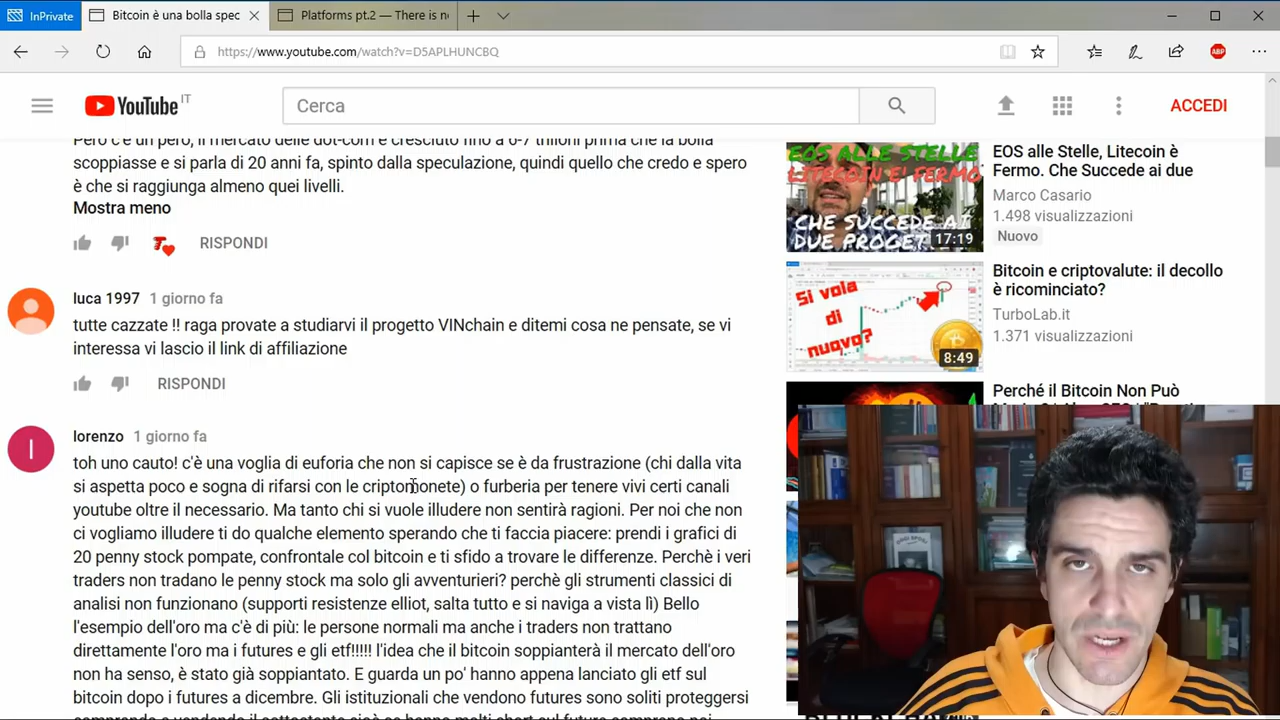 InPrivate
Bitcoin è una bolla spec
Platforms pt.2 — There is n
https://www.youtube.com/watch?v=D5APLHUNCBQ
ABP
YouTube IT
Cerca
ACCEDI
Però c'è un però, il mercato delle dot-com è cresciuto fino a 6-7 trilioni prima che la bolla
scoppiasse e si parla di 20 anni fa, spinto dalla speculazione, quindi quello che credo e spero
è che si raggiunga almeno quei livelli.
Mostra meno
RISPONDI
luca 1997 1 giorno fa
tutte cazzate !! raga provate a studiarvi il progetto VINchain e ditemi cosa ne pensate, se vi
interessa vi lascio il link di affiliazione
RISPONDI
l
lorenzo 1 giorno fa
toh uno cauto! c'è una voglia di euforia che non si capisce se è da frustrazione (chi dalla vita
si aspetta poco e sogna di rifarsi con le criptomonete) o furberia per tenere vivi certi canali
youtube oltre il necessario. Ma tanto chi si vuole illudere non sentirà ragioni. Per noi che non
ci vogliamo illudere ti do qualche elemento sperando che ti faccia piacere: prendi i grafici di
20 penny stock pompate, confrontale col bitcoin e ti sfido a trovare le differenze. Perchè i veri
traders non tradano le penny stock ma solo gli avventurieri? perchè gli strumenti classici di
analisi non funzionano (supporti resistenze elliot, salta tutto e si naviga a vista lì) Bello
l'esempio dell'oro ma c'è di più: le persone normali ma anche i traders non trattano
direttamente l'oro ma i futures e gli etf!!!!! l'idea che il bitcoin soppianterà il mercato dell'oro
non ha senso, è stato già soppiantato. E guarda un po' hanno appena lanciato gli etf sul
bitcoin dopo i futures a dicembre. Gli istituzionali che vendono futures sono soliti proteggersi
EOS ALLE STELLE
LITECOIN E' FERMO
CHE SUCCEDE AI
DUE PROGET
17:19
EOS alle Stelle, Litecoin è
Fermo. Che Succede ai due
Marco Casario
1.498 visualizzazioni
Nuovo
Si vola
di
nuovo?
8:49
Bitcoin e criptovalute: il decollo
è ricominciato?
TurboLab.it
1.371 visualizzazioni
Perché il Bitcoin Non Può